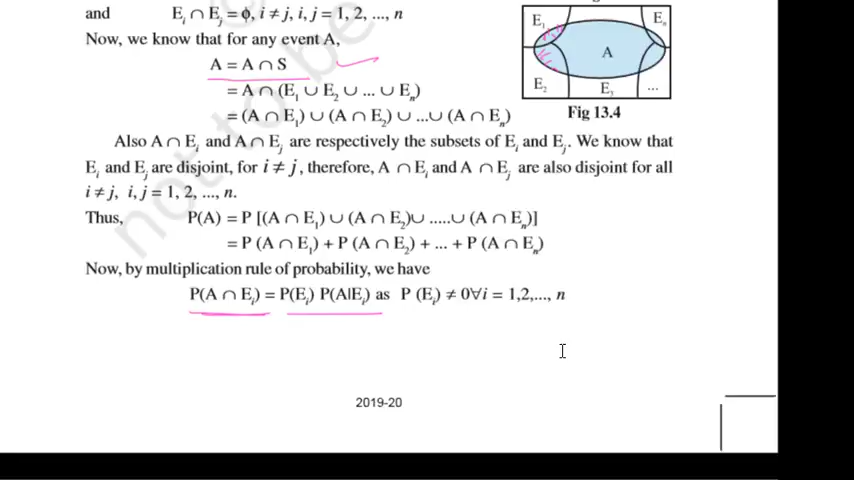 and E_i ∩ E_j = φ, i ≠ j, i, j = 1, 2, ..., n
Now, we know that for any event A,
A = A ∩ S
= A ∩ (E_1 ∪ E_2 ∪ ... ∪ E_n)
= (A ∩ E_1) ∪ (A ∩ E_2) ∪ ...∪ (A ∩ E_n)
E_1
E_n
A
E_2
E_3
...
Fig 13.4
Also A ∩ E_i and A ∩ E_j are respectively the subsets of E_i and E_j. We know that
E_i and E_j are disjoint, for i ≠ j, therefore, A ∩ E_i and A ∩ E_j are also disjoint for all
i ≠ j, i, j = 1, 2, ..., n.
Thus, P(A) = P [(A ∩ E_1) ∪ (A ∩ E_2)∪ .....∪ (A ∩ E_n)]
= P (A ∩ E_1) + P (A ∩ E_2) + ... + P (A ∩ E_n)
Now, by multiplication rule of probability, we have
P(A ∩ E_i) = P(E_i) P(A|E_i) as P (E_i) ≠ 0∀i = 1,2,..., n
2019-20
not to be